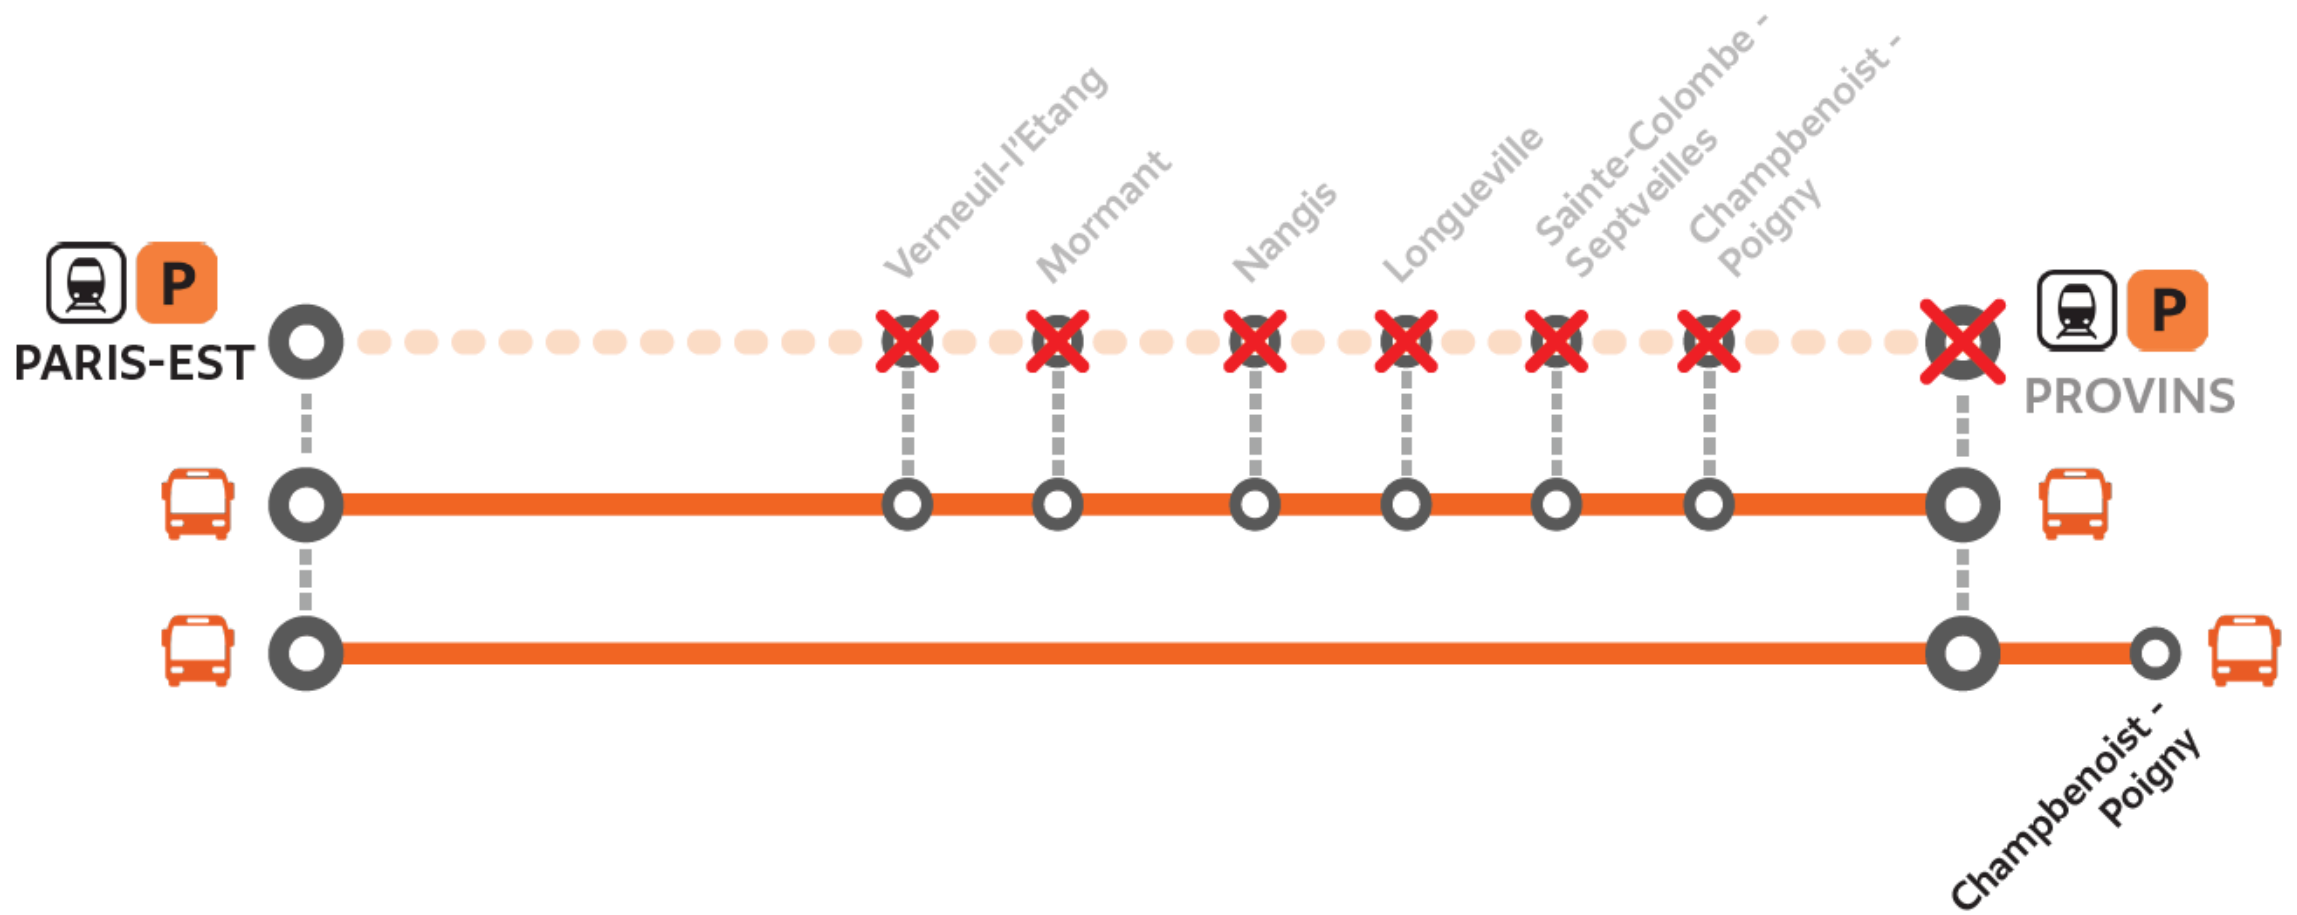 Verneuil-l'Etang
Mormant
Nangis
Longueville
Sainte-Colombe -
Septveilles
Champbenoist -
Poigny
P
PARIS-EST
P
PROVINS
Champbenoist -
Poigny